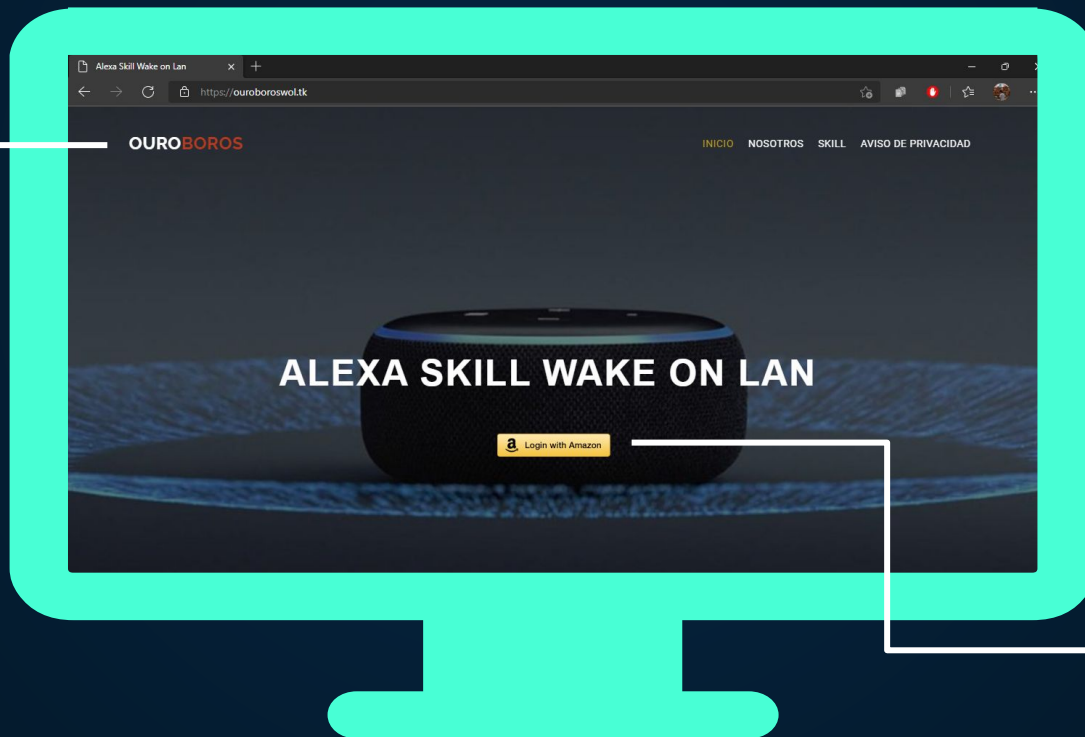 Alexa Skill Wake on Lan
https://ouroboroswol.tk
OUROBOROS
INICIO NOSOTROS SKILL AVISO DE PRIVACIDAD
ALEXA SKILL WAKE ON LAN
a Login with Amazon